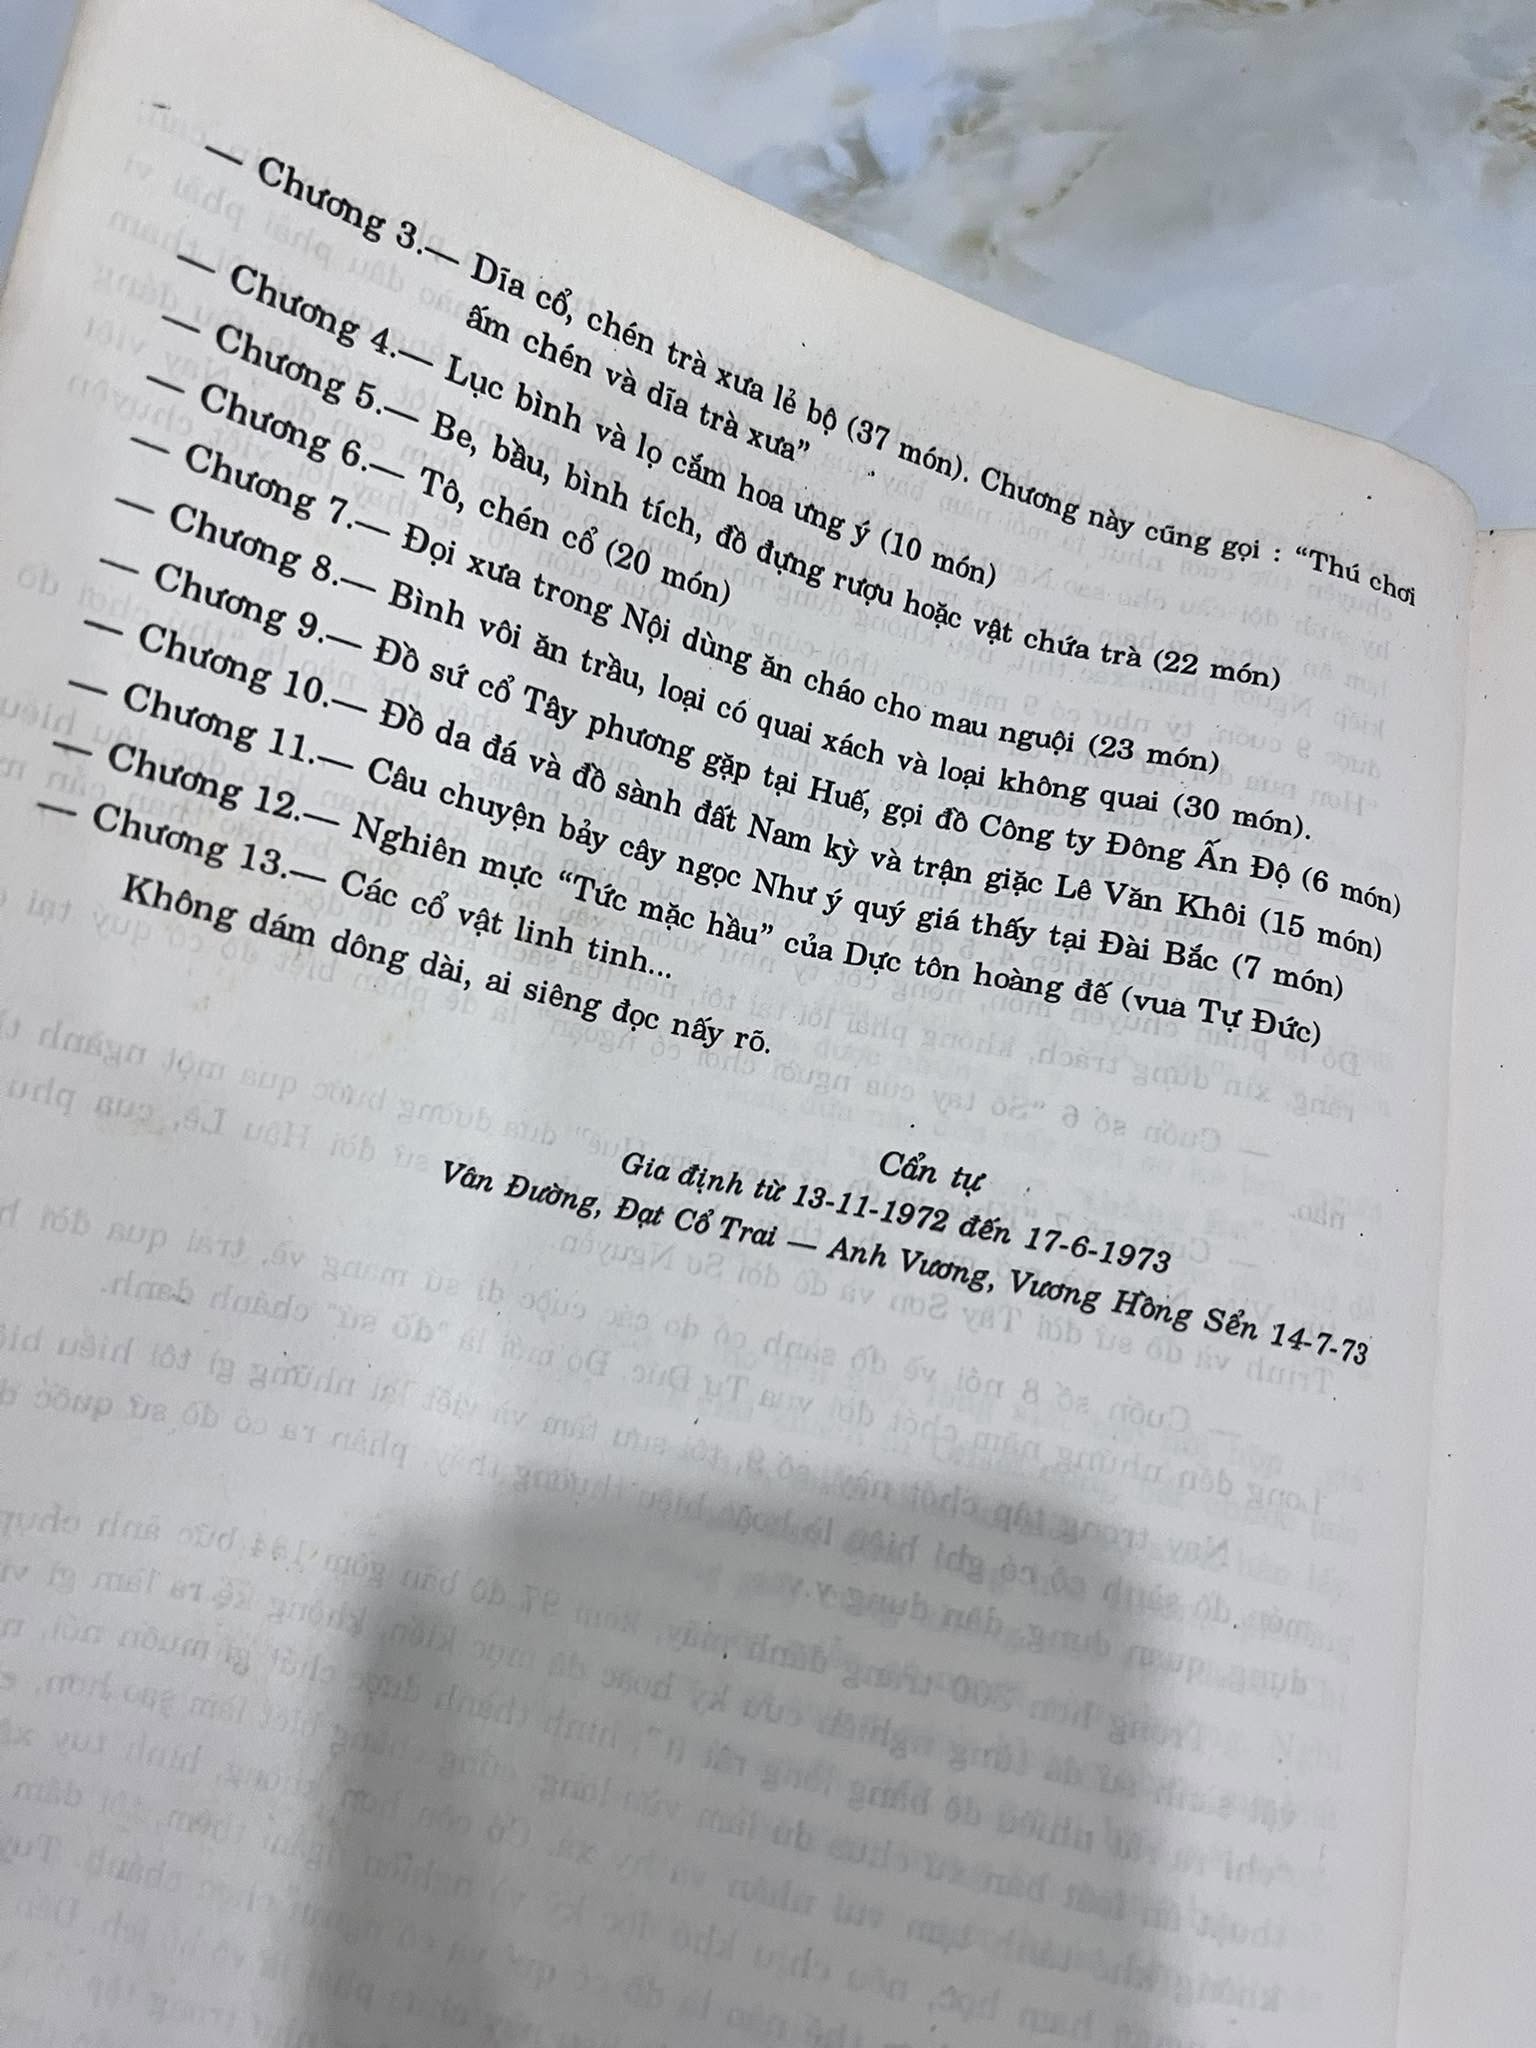 — Chương 3.— Dĩa cổ, chén trà xưa lẻ bộ (37 món). Chương này cũng gọi : “Thú chơi
ấm chén và dĩa trà xưa”
— Chương 4.— Lục bình và lọ cắm hoa ưng ý (10 món)
— Chương 5.— Be, bầu, bình tích, đồ đựng rượu hoặc vật chứa trà (22 món)
— Chương 6.— Tô, chén cổ (20 món)
— Chương 7.— Đọi xưa trong Nội dùng ăn cháo cho mau nguội (23 món)
— Chương 8.— Bình vôi ăn trầu, loại có quai xách và loại không quai (30 món).
— Chương 9.— Đồ sứ cổ Tây phương gặp tại Huế, gọi đồ Công ty Đông Ấn Độ (6 món)
— Chương 10.— Đồ da đá và đồ sành đất Nam kỳ và trận giặc Lê Văn Khôi (15 món)
— Chương 11.— Câu chuyện bảy cây ngọc Như ý quý giá thấy tại Đài Bắc (7 món)
— Chương 12.— Nghiên mực “Tức mặc hầu” của Dực tôn hoàng đế (vua Tự Đức)
— Chương 13.— Các cổ vật linh tinh...
Không dám dông dài, ai siêng đọc nấy rõ.
Cẩn tự
Gia định từ 13-11-1972 đến 17-6-1973
Vân Đường, Đạt Cổ Trai — Anh Vương, Vương Hồng Sển 14-7-73